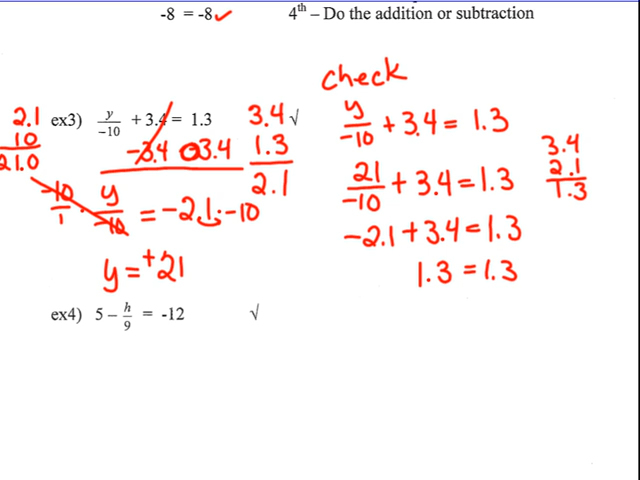 -8 = -8 ✓
4th – Do the addition or subtraction
ex3) y/-10 + 3.4 = 1.3 √
-3.4 -3.4
3.4
1.3
2.1
2.1
10
21.0
-10/1 · y/-10 = -2.1 · -10
y = +21
check
y/-10 + 3.4 = 1.3
21/-10 + 3.4 = 1.3
-2.1 + 3.4 = 1.3
1.3 = 1.3
3.4
2.1
1.3
ex4) 5 – h/9 = -12 √